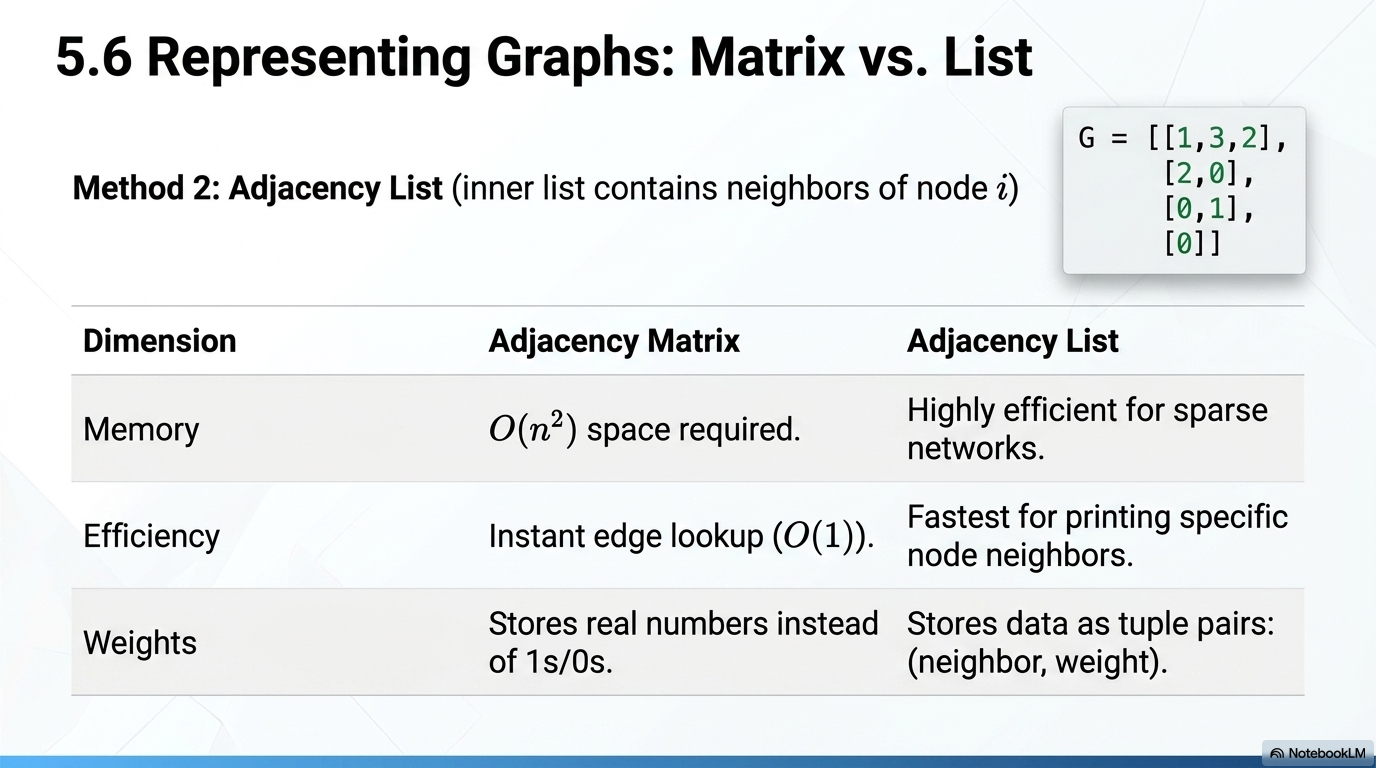 5.6 Representing Graphs: Matrix vs. List
G = [[1,3,2],
[2,0],
[0,1],
[0]]
Method 2: Adjacency List (inner list contains neighbors of node i)
Dimension Adjacency Matrix Adjacency List
Memory O(n²) space required. Highly efficient for sparse
networks.
Efficiency Instant edge lookup (O(1)). Fastest for printing specific
node neighbors.
Weights Stores real numbers instead Stores data as tuple pairs:
of 1s/0s. (neighbor, weight).
NotebookLM